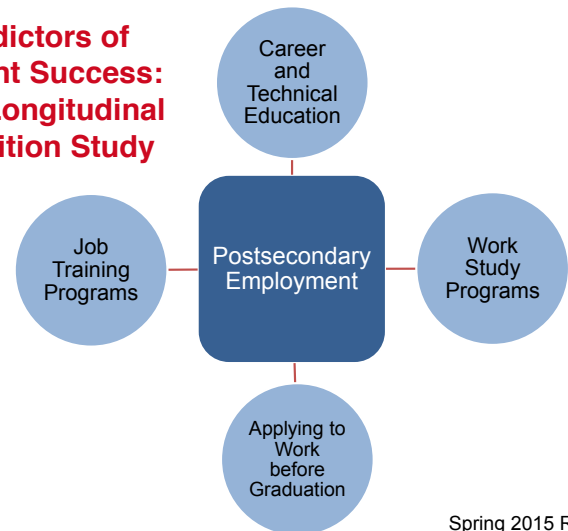 dictors of
nt Success:
Longitudinal
ition Study
Career
and
Technical
Education
Job
Training
Programs
Postsecondary
Employment
Work
Study
Programs
Applying to
Work
before
Graduation
Spring 2015 R